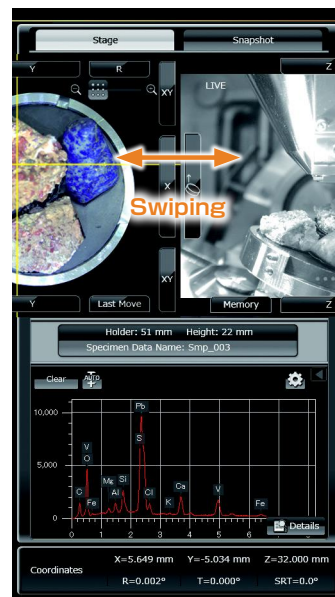 Stage Snapshot
Y R Z
XY LIVE
X
Swiping
XY
Y Last Move Memory Z
Holder: 51 mm Height: 22 mm
Specimen Data Name: Smp_003
Clear AUTO
10,000 Pb
S
V
5,000 O
Mg Si Ca
C Fe Al Cl K V Fe
0
0 1 2 3 4 5 6 7 8
Details
Coordinates
X=5.649 mm Y=-5.034 mm Z=32.000 mm
R=0.002° T=0.000° SRT=0.0°